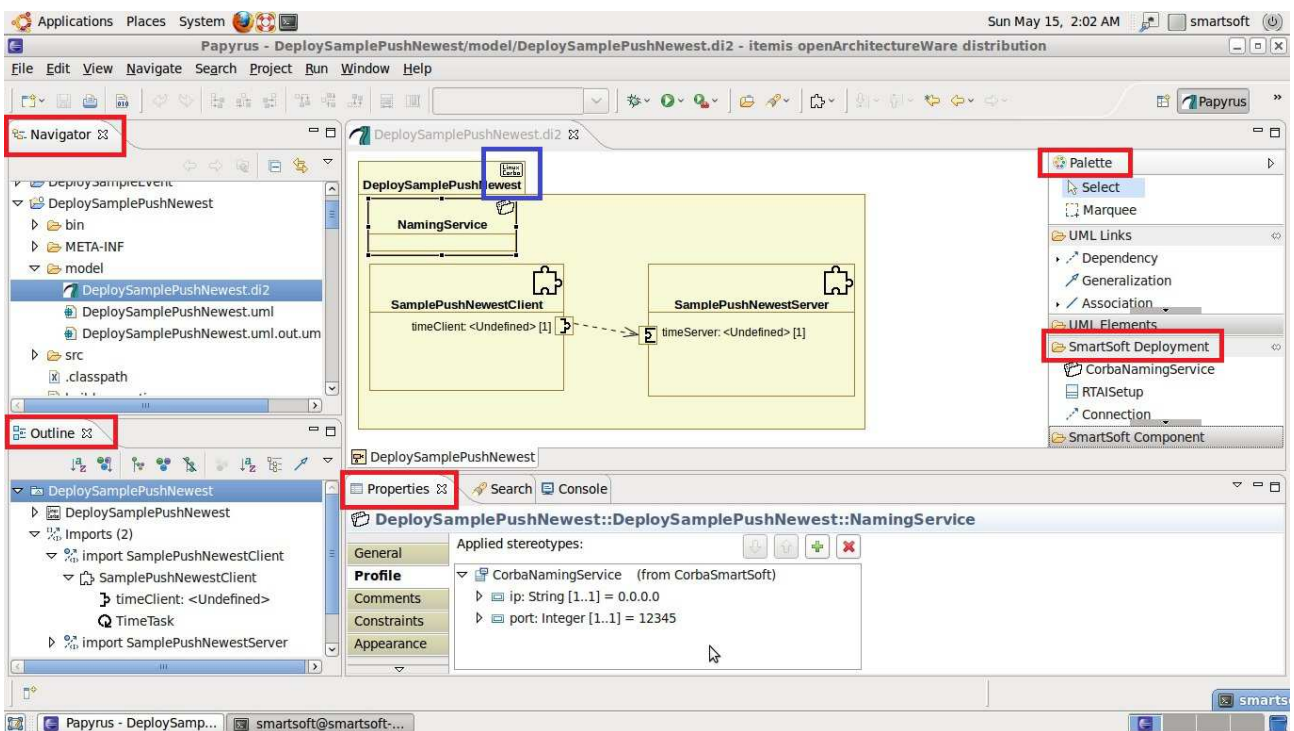 Applications Places System Sun May 15, 2:02 AM smartsoft
Papyrus - DeploySamplePushNewest/model/DeploySamplePushNewest.di2 - itemis openArchitectureWare distribution
File Edit View Navigate Search Project Run Window Help
Papyrus »
Navigator
DeploySampleEvent
DeploySamplePushNewest
bin
META-INF
model
DeploySamplePushNewest.di2
DeploySamplePushNewest.uml
DeploySamplePushNewest.uml.out.um
src
.classpath
Outline
DeploySamplePushNewest
DeploySamplePushNewest
Imports (2)
import SamplePushNewestClient
SamplePushNewestClient
timeClient: <Undefined>
TimeTask
import SamplePushNewestServer
DeploySamplePushNewest.di2
Linux
Corba
DeploySamplePushNewest
NamingService
SamplePushNewestClient
timeClient: <Undefined> [1]
SamplePushNewestServer
timeServer: <Undefined> [1]
DeploySamplePushNewest
Palette
Select
Marquee
UML Links
Dependency
Generalization
Association
UML Elements
SmartSoft Deployment
CorbaNamingService
RTAISetup
Connection
SmartSoft Component
Properties Search Console
DeploySamplePushNewest::DeploySamplePushNewest::NamingService
General
Profile
Comments
Constraints
Appearance
Applied stereotypes:
CorbaNamingService (from CorbaSmartSoft)
ip: String [1..1] = 0.0.0.0
port: Integer [1..1] = 12345
smarts
Papyrus - DeploySamp... smartsoft@smartsoft-...